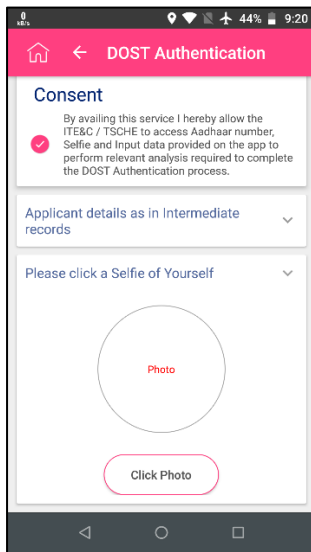 0
kB/s
44%
9:20
DOST Authentication
Consent
By availing this service I hereby allow the
ITE&C / TSCHE to access Aadhaar number,
Selfie and Input data provided on the app to
perform relevant analysis required to complete
the DOST Authentication process.
Applicant details as in Intermediate
records
Please click a Selfie of Yourself
Photo
Click Photo